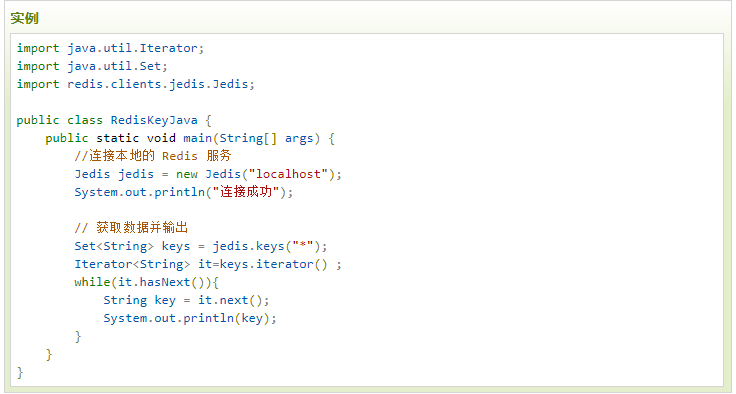 实例
import java.util.Iterator;
import java.util.Set;
import redis.clients.jedis.Jedis;
public class RedisKeyJava {
    public static void main(String[] args) {
        //连接本地的 Redis 服务
        Jedis jedis = new Jedis("localhost");
        System.out.println("连接成功");
        // 获取数据并输出
        Set<String> keys = jedis.keys("*");
        Iterator<String> it=keys.iterator() ;
        while(it.hasNext()){
            String key = it.next();
            System.out.println(key);
        }
    }
}